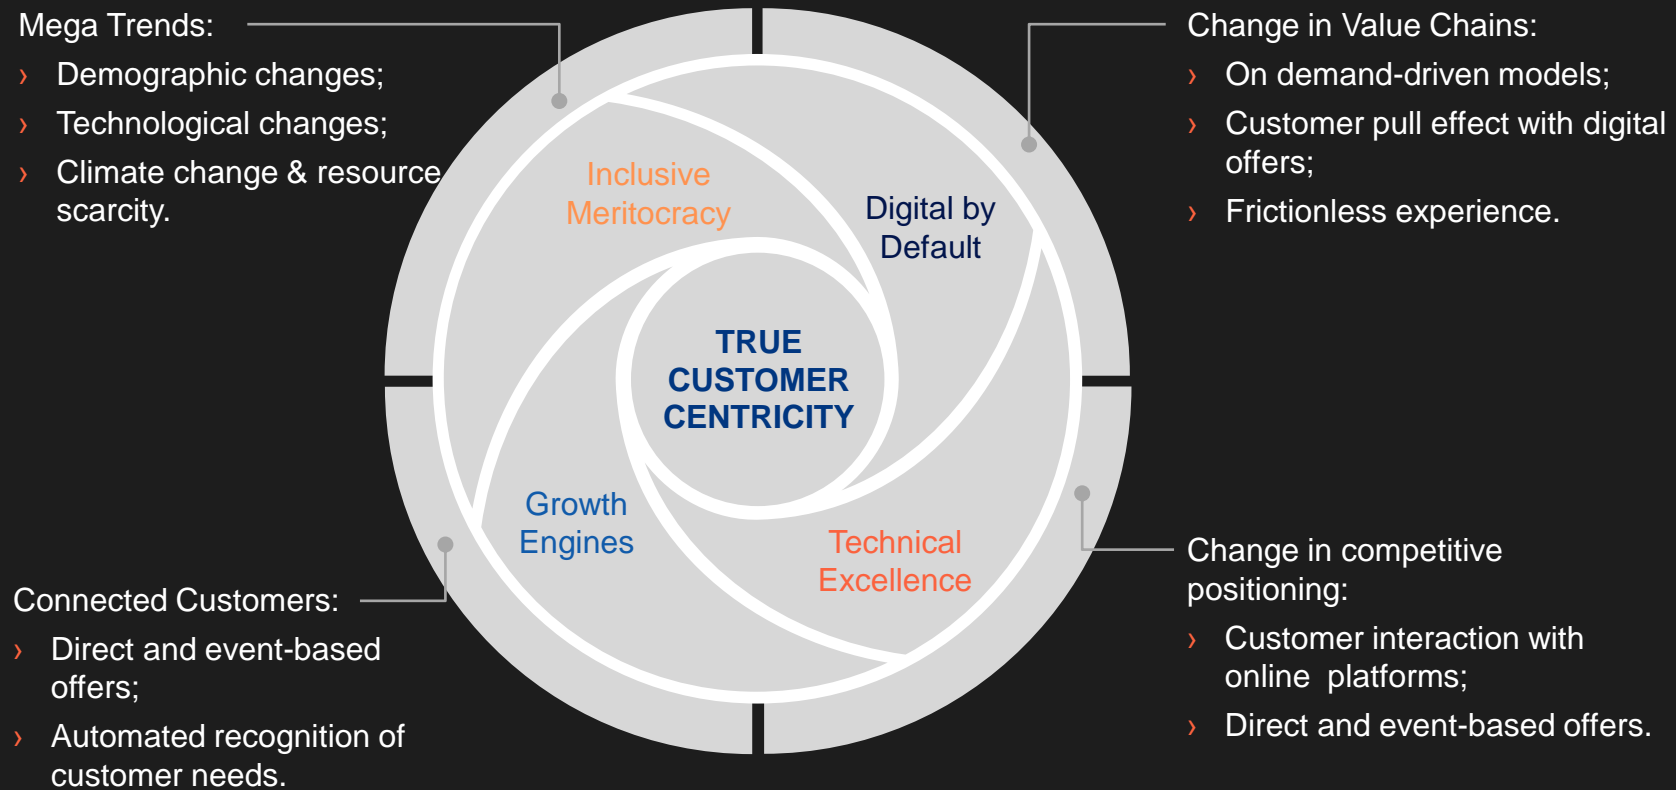 Mega Trends:
› Demographic changes;
› Technological changes;
› Climate change & resource
scarcity.
Change in Value Chains:
› On demand-driven models;
› Customer pull effect with digital
offers;
› Frictionless experience.
Inclusive
Meritocracy
Digital by
Default
TRUE
CUSTOMER
CENTRICITY
Growth
Engines
Technical
Excellence
Connected Customers:
› Direct and event-based
offers;
› Automated recognition of
customer needs.
Change in competitive
positioning:
› Customer interaction with
online  platforms;
› Direct and event-based offers.